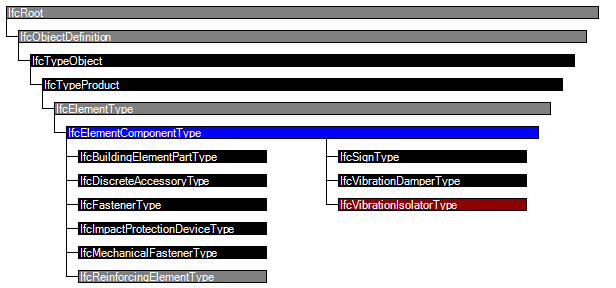 IfcRoot
IfcObjectDefinition
IfcTypeObject
IfcTypeProduct
IfcElementType
IfcElementComponentType
IfcBuildingElementPartType
IfcDiscreteAccessoryType
IfcFastenerType
IfcImpactProtectionDeviceType
IfcMechanicalFastenerType
IfcReinforcingElementType
IfcSignType
IfcVibrationDamperType
IfcVibrationIsolatorType